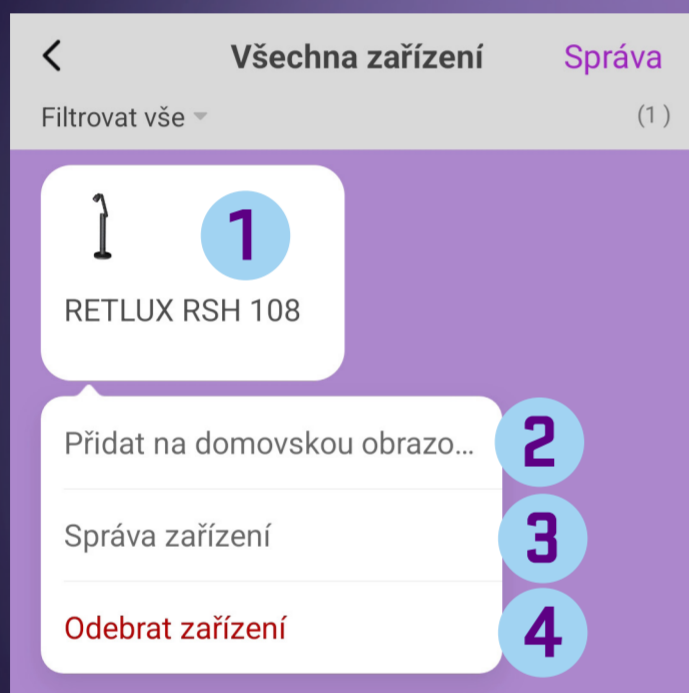 Všechna zařízení Správa
Filtrovat vše (1 )
1
RETLUX RSH 108
Přidat na domovskou obrazo... 2
Správa zařízení 3
Odebrat zařízení 4